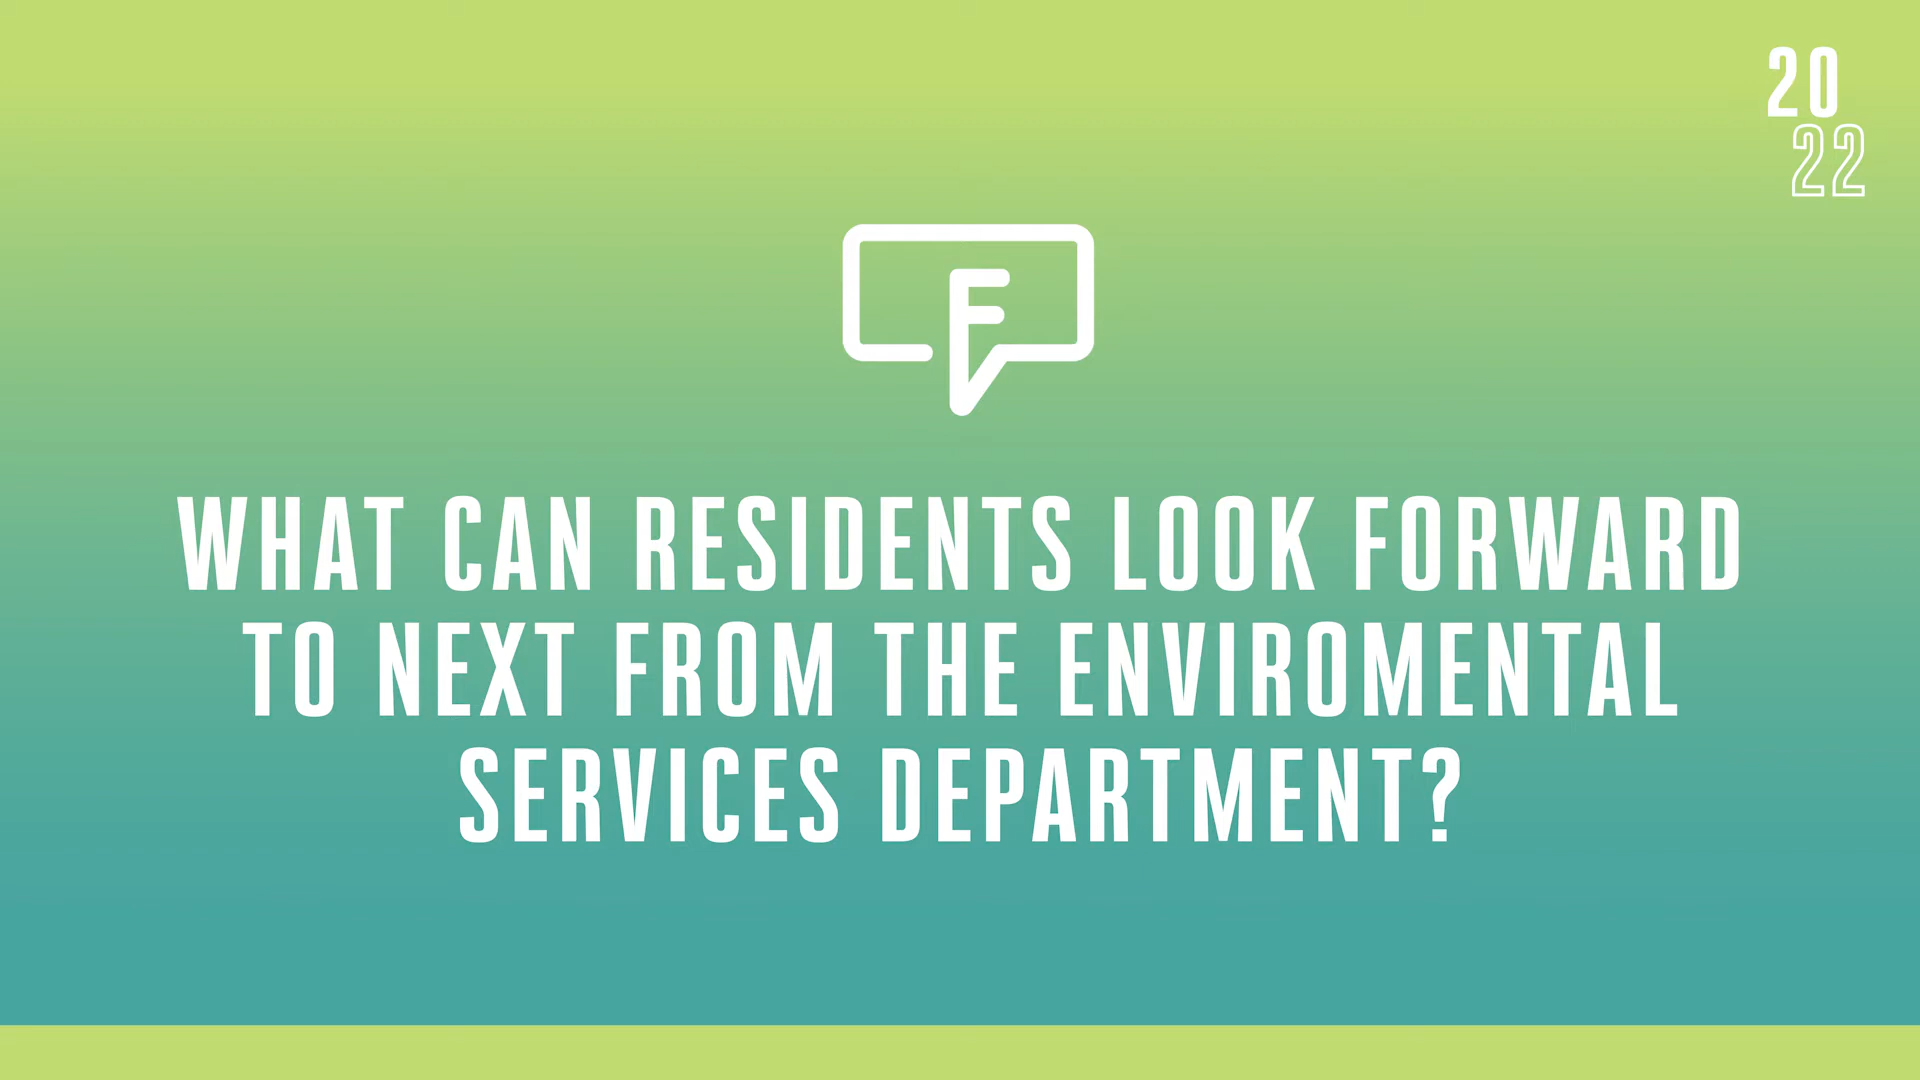 20
22
F
WHAT CAN RESIDENTS LOOK FORWARD
TO NEXT FROM THE ENVIROMENTAL
SERVICES DEPARTMENT?